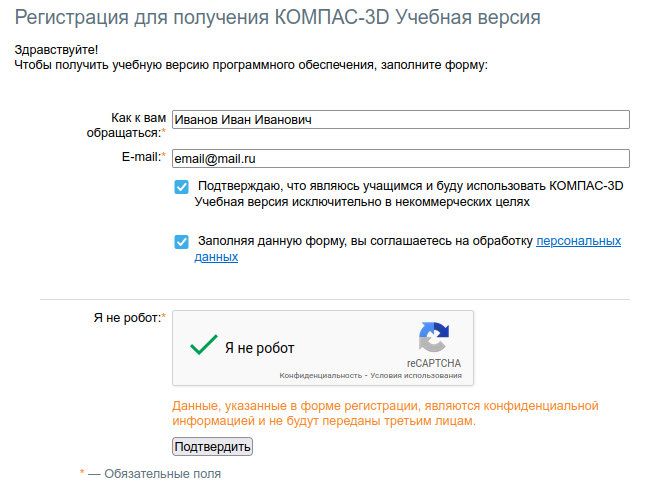 Регистрация для получения КОМПАС-3D Учебная версия
Здравствуйте!
Чтобы получить учебную версию программного обеспечения, заполните форму:
Как к вам обращаться:* Иванов Иван Иванович
E-mail:* email@mail.ru
Подтверждаю, что являюсь учащимся и буду использовать КОМПАС-3D
Учебная версия исключительно в некоммерческих целях
Заполняя данную форму, вы соглашаетесь на обработку персональных
данных
Я не робот:*
Я не робот
reCAPTCHA
Конфиденциальность - Условия использования
Данные, указанные в форме регистрации, являются конфиденциальной
информацией и не будут переданы третьим лицам.
Подтвердить
* — Обязательные поля